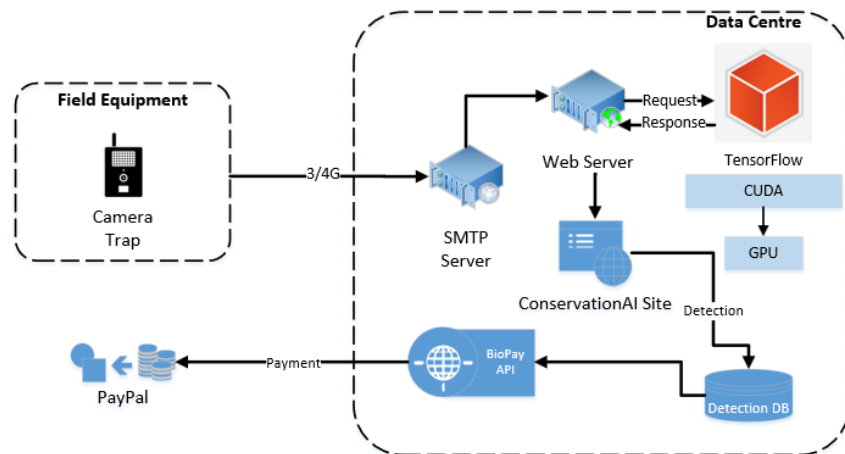 Data Centre
Field Equipment
Request
Response
3/4G
Web Server
TensorFlow
Camera
Trap
SMTP
Server
CUDA
GPU
ConservationAI Site
Detection
BioPay
API
Payment
PayPal
Detection DB